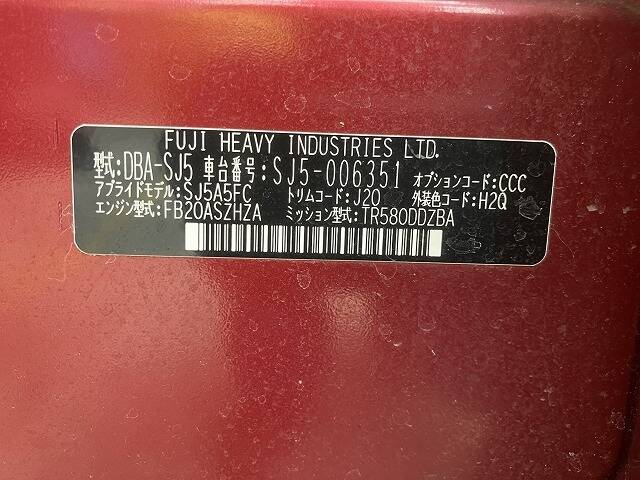 FUJI HEAVY INDUSTRIES LTD.
型式:DBA-SJ5 車台番号:SJ5-006351 オプションコード:CCC
アプライドモデル:SJ5A5FC トリムコード:J20 外装色コード:H2Q
エンジン型式:FB20ASZHZA ミッション型式:TR580DDZBA